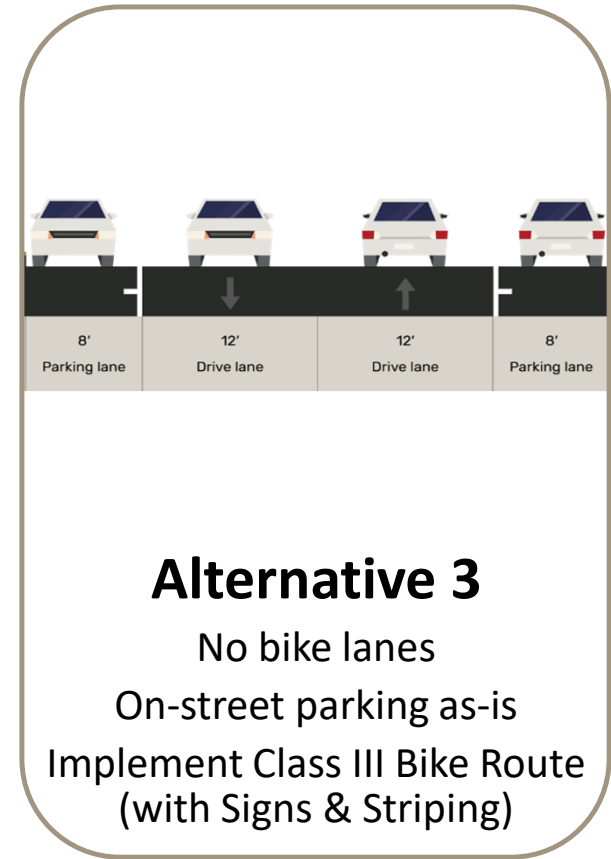 8′ 12′ 12′ 8′
Parking lane Drive lane Drive lane Parking lane
Alternative 3
No bike lanes
On-street parking as-is
Implement Class III Bike Route
(with Signs & Striping)